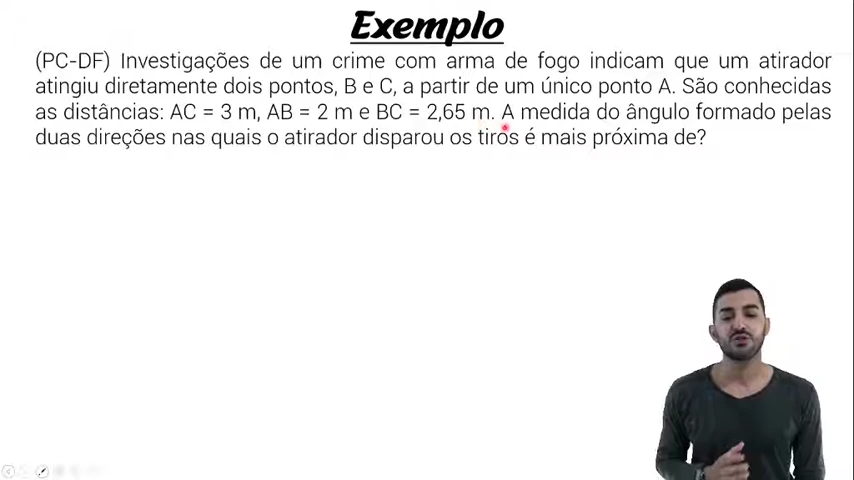 Exemplo
(PC-DF) Investigações de um crime com arma de fogo indicam que um atirador
atingiu diretamente dois pontos, B e C, a partir de um único ponto A. São conhecidas
as distâncias: AC = 3 m, AB = 2 m e BC = 2,65 m. A medida do ângulo formado pelas
duas direções nas quais o atirador disparou os tiros é mais próxima de?